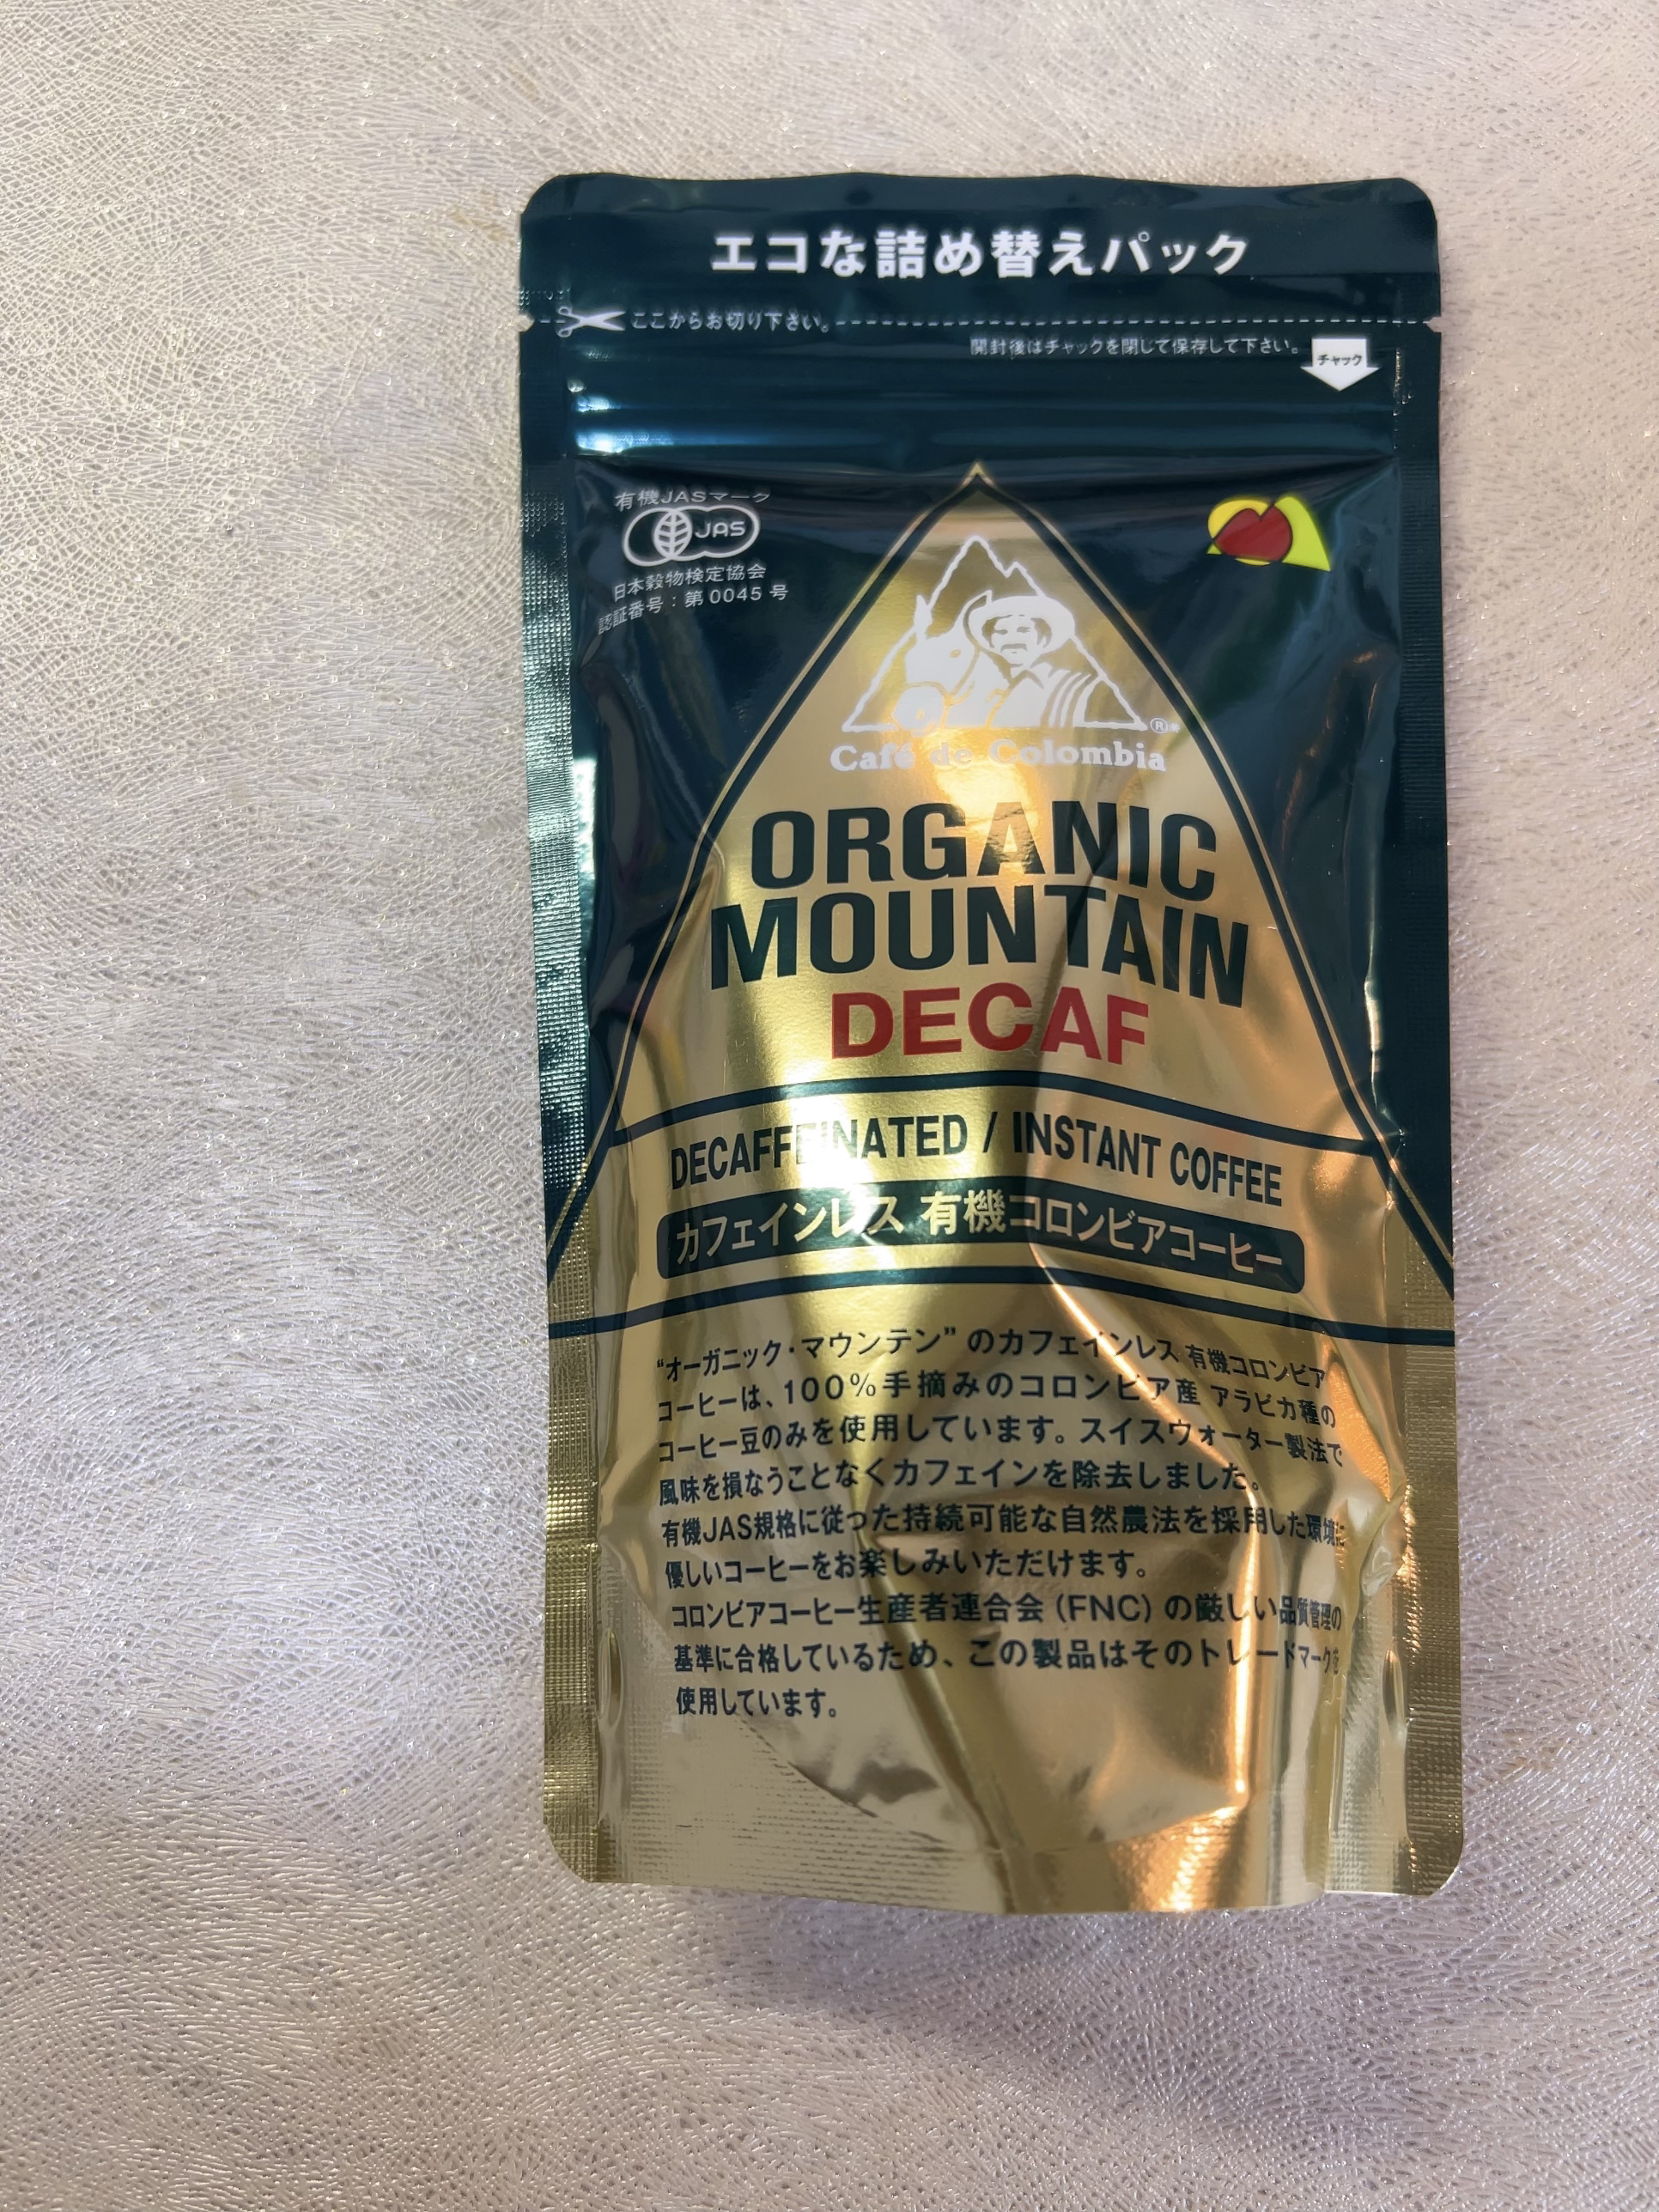 エコな詰め替えパック
ここからお切り下さい。
開封後はチャックを閉じて保存して下さい。
チャック
有機JASマーク
JAS
日本穀物検定協会
認証番号：第0045号
®
Café de Colombia
ORGANIC
MOUNTAIN
DECAF
DECAFFEINATED / INSTANT COFFEE
カフェインレス 有機コロンビアコーヒー
“オーガニック・マウンテン” のカフェインレス 有機コロンビア
コーヒーは、100%手摘みのコロンビア産 アラビカ種の
コーヒー豆のみを使用しています。スイスウォーター製法で
風味を損なうことなくカフェインを除去しました。
有機JAS規格に従った持続可能な自然農法を採用した環境に
優しいコーヒーをお楽しみいただけます。
コロンビアコーヒー生産者連合会 (FNC) の厳しい品質管理の
基準に合格しているため、この製品はそのトレードマークを
使用しています。